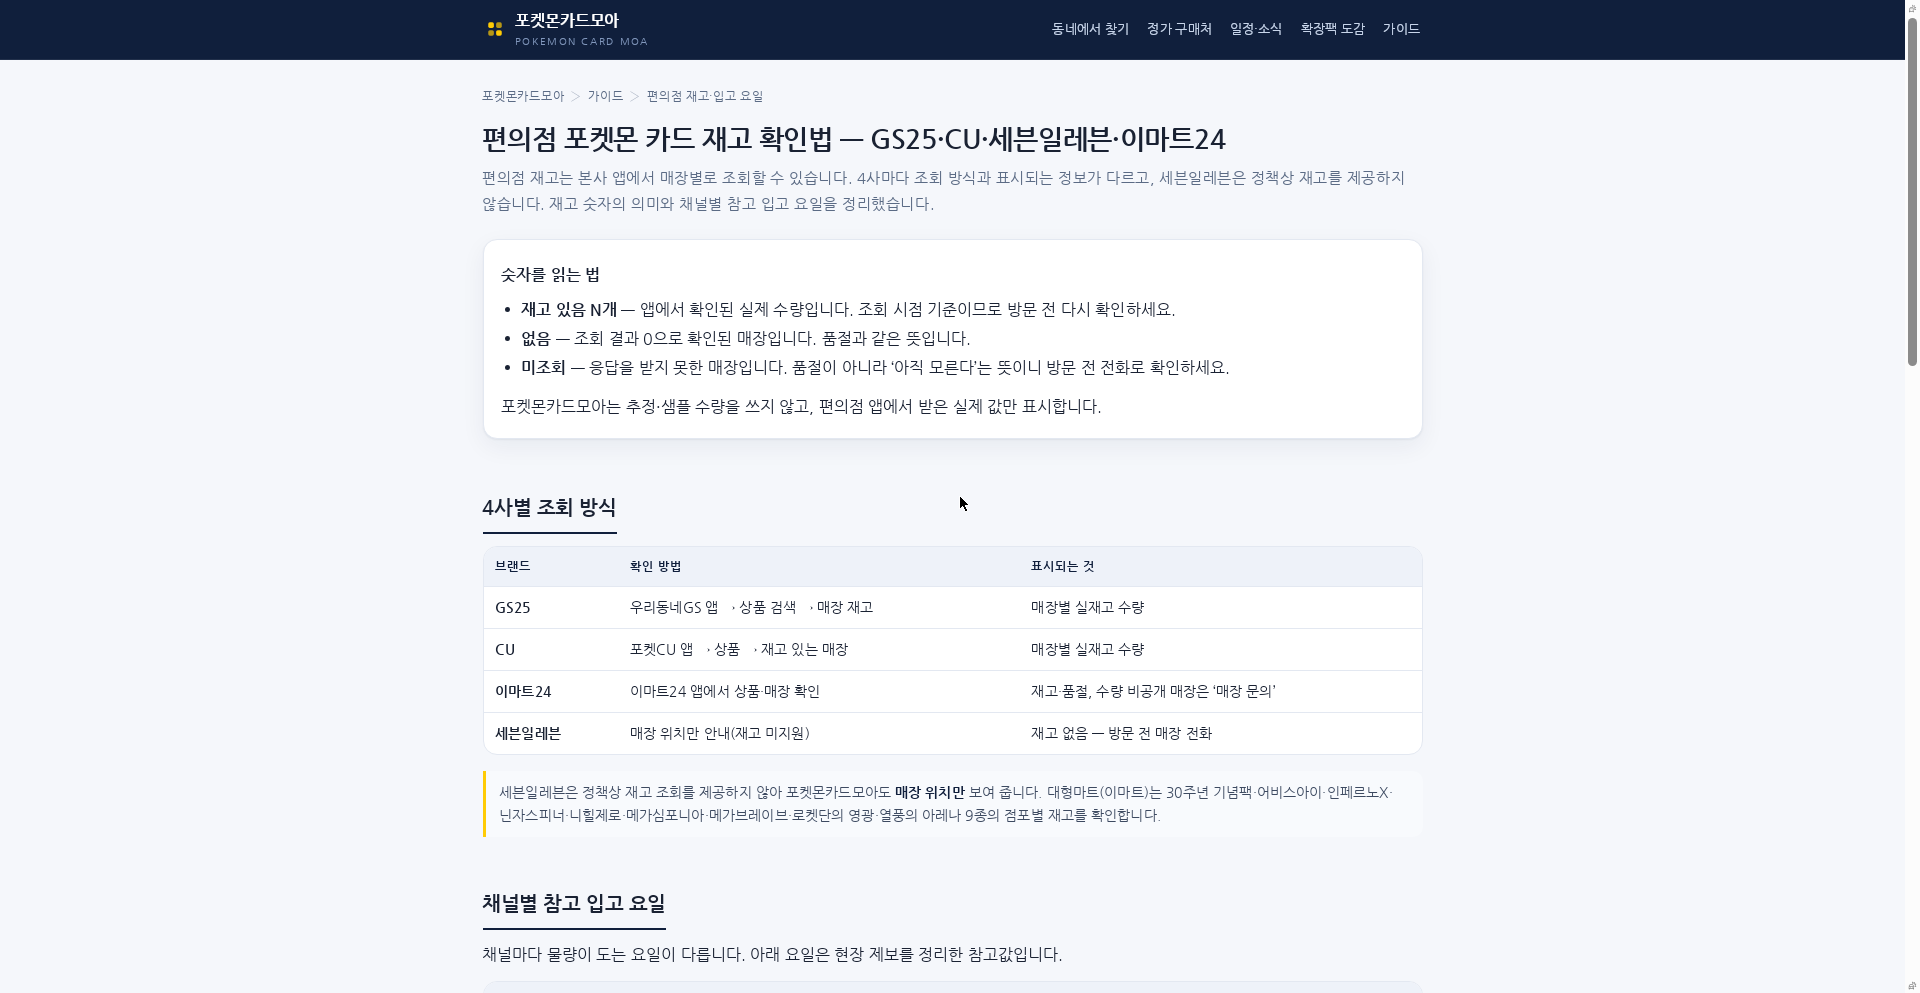 포켓몬카드모아
POKEMON CARD MOA
동네에서 찾기 정가 구매처 일정·소식 확장팩 도감 가이드
포켓몬카드모아 > 가이드 > 편의점 재고·입고 요일
편의점 포켓몬 카드 재고 확인법 — GS25·CU·세븐일레븐·이마트24
편의점 재고는 본사 앱에서 매장별로 조회할 수 있습니다. 4사마다 조회 방식과 표시되는 정보가 다르고, 세븐일레븐은 정책상 재고를 제공하지
않습니다. 재고 숫자의 의미와 채널별 참고 입고 요일을 정리했습니다.
숫자를 읽는 법
• 재고 있음 N개 — 앱에서 확인된 실제 수량입니다. 조회 시점 기준이므로 방문 전 다시 확인하세요.
• 없음 — 조회 결과 0으로 확인된 매장입니다. 품절과 같은 뜻입니다.
• 미조회 — 응답을 받지 못한 매장입니다. 품절이 아니라 ‘아직 모른다’는 뜻이니 방문 전 전화로 확인하세요.
포켓몬카드모아는 추정·샘플 수량을 쓰지 않고, 편의점 앱에서 받은 실제 값만 표시합니다.
4사별 조회 방식
브랜드 확인 방법 표시되는 것
GS25 우리동네GS 앱 → 상품 검색 → 매장 재고 매장별 실재고 수량
CU 포켓CU 앱 → 상품 → 재고 있는 매장 매장별 실재고 수량
이마트24 이마트24 앱에서 상품·매장 확인 재고·품절, 수량 비공개 매장은 ‘매장 문의’
세븐일레븐 매장 위치만 안내(재고 미지원) 재고 없음 — 방문 전 매장 전화
세븐일레븐은 정책상 재고 조회를 제공하지 않아 포켓몬카드모아도 매장 위치만 보여 줍니다. 대형마트(이마트)는 30주년 기념팩·어비스아이·인페르노X·
닌자스피너·니힐제로·메가심포니아·메가브레이브·로켓단의 영광·열풍의 아레나 9종의 점포별 재고를 확인합니다.
채널별 참고 입고 요일
채널마다 물량이 도는 요일이 다릅니다. 아래 요일은 현장 제보를 정리한 참고값입니다.